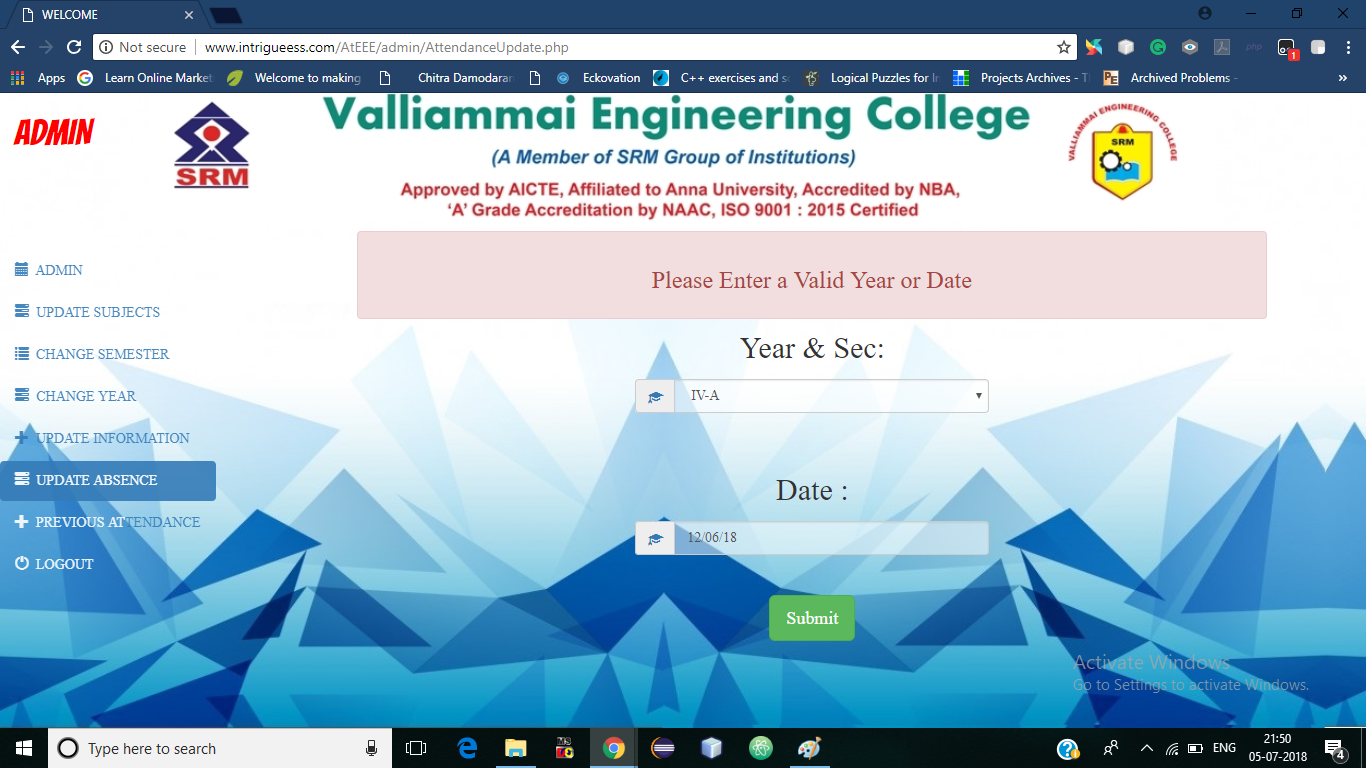 WELCOME
Not secure www.intrigueess.com/AtEEE/admin/AttendanceUpdate.php
Apps Learn Online Market Welcome to making Chitra Damodaran Eckovation C++ exercises and so Logical Puzzles for In Projects Archives - Th Archived Problems - »
1
ADMIN
SRM
Valliammai Engineering College
(A Member of SRM Group of Institutions)
Approved by AICTE, Affiliated to Anna University, Accredited by NBA,
‘A’ Grade Accreditation by NAAC, ISO 9001 : 2015 Certified
VALLIAMMAI ENGINEERING COLLEGE
SRM
ADMIN
UPDATE SUBJECTS
CHANGE SEMESTER
CHANGE YEAR
UPDATE INFORMATION
UPDATE ABSENCE
PREVIOUS ATTENDANCE
LOGOUT
Please Enter a Valid Year or Date
Year & Sec:
IV-A
Date :
12/06/18
Submit
Activate Windows
Go to Settings to activate Windows.
Type here to search
ENG
21:50
05-07-2018
4